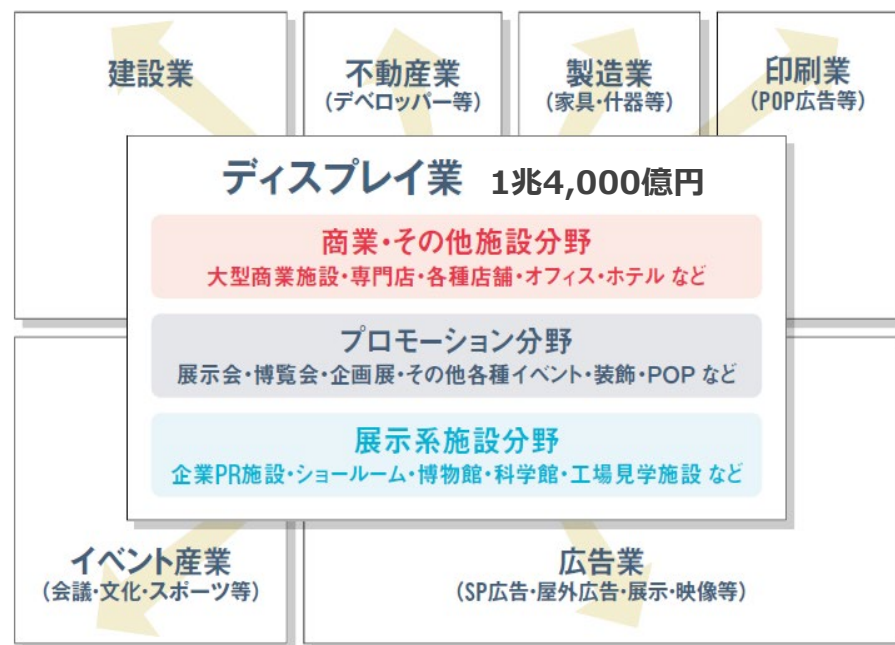 建設業
不動産業
(デベロッパー等)
製造業
(家具・什器等)
印刷業
(POP広告等)
ディスプレイ業 1兆4,000億円
商業・その他施設分野
大型商業施設・専門店・各種店舗・オフィス・ホテル など
プロモーション分野
展示会・博覧会・企画展・その他各種イベント・装飾・POP など
展示系施設分野
企業PR施設・ショールーム・博物館・科学館・工場見学施設 など
イベント産業
(会議・文化・スポーツ等)
広告業
(SP広告・屋外広告・展示・映像等)